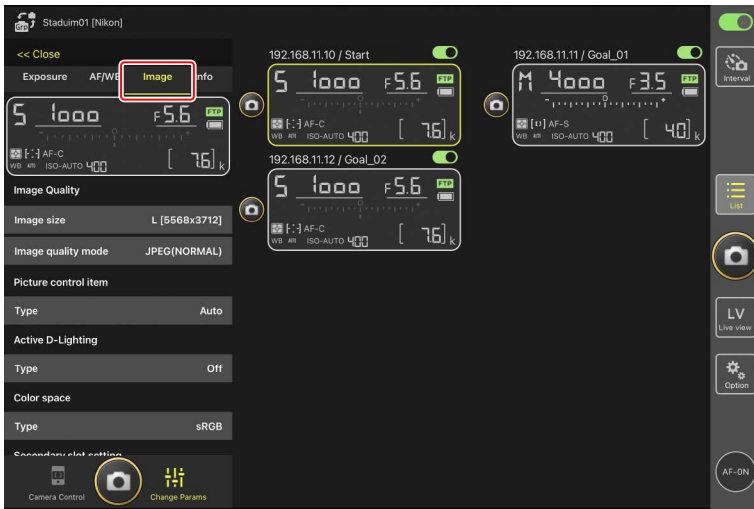 Grp
Staduim01 [Nikon]
<< Close
Exposure AF/WB Image Info
S 1000 F5.6 FTP
AF-C
WB ISO-AUTO 400 [ 7.6] k
Image Quality
Image size L [5568x3712]
Image quality mode JPEG(NORMAL)
Picture control item
Type Auto
Active D-Lighting
Type Off
Color space
Type sRGB
Secondary slot setting
Camera Control
Change Params
192.168.11.10 / Start
S 1000 F5.6 FTP
AF-C
WB ISO-AUTO 400 [ 7.6] k
192.168.11.11 / Goal_01
M 4000 F3.5 FTP
AF-S
WB ISO-AUTO 400 [ 4.0] k
192.168.11.12 / Goal_02
S 1000 F5.6 FTP
AF-C
WB ISO-AUTO 400 [ 7.6] k
Interval
List
LV
Live view
Option
AF-ON